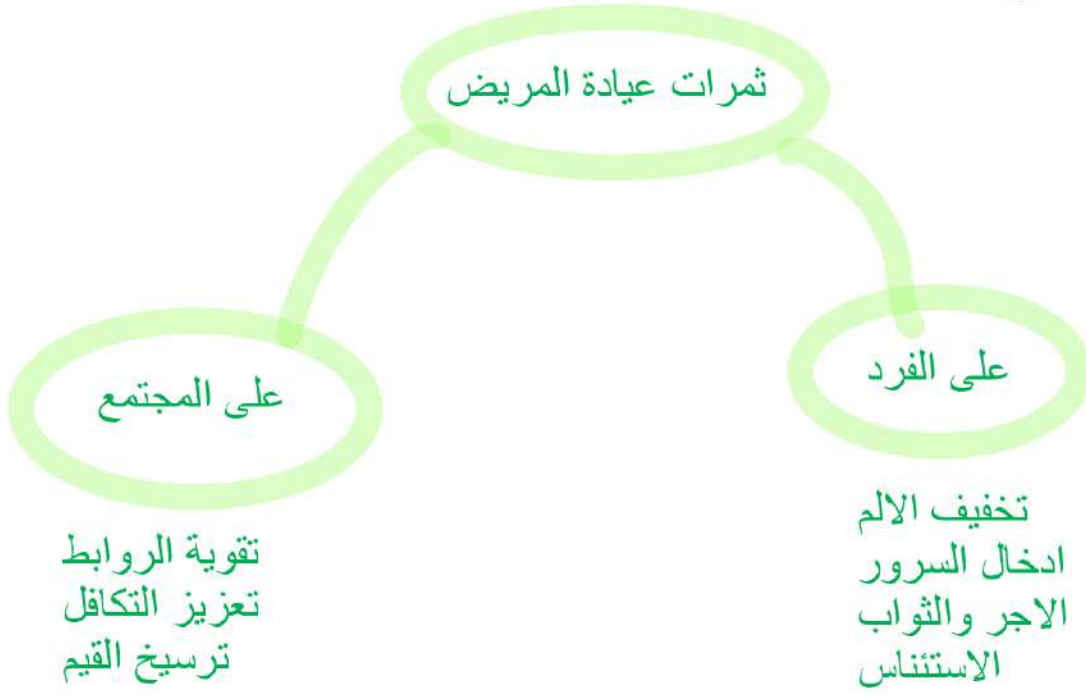 ثمرات عيادة المريض
على الفرد
تخفيف الالم
ادخال السرور
الاجر والثواب
الاستئناس
على المجتمع
تقوية الروابط
تعزيز التكافل
ترسيخ القيم